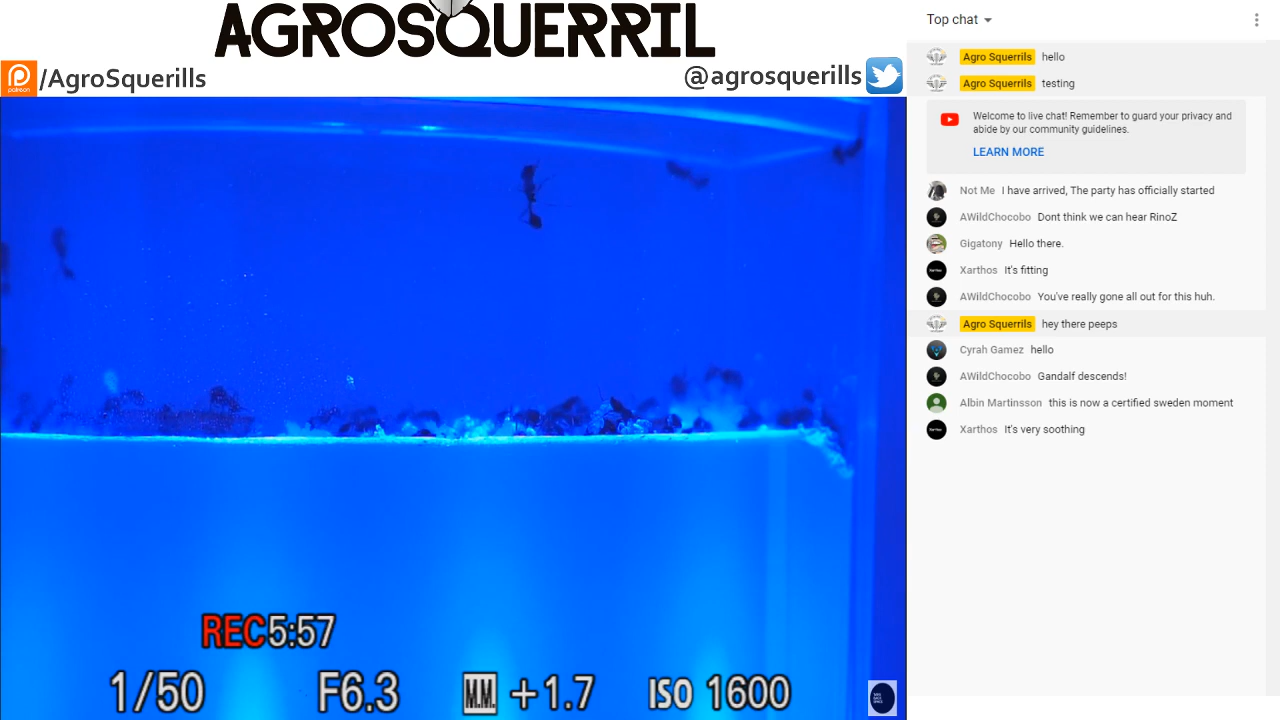 AGROSQUERRIL
/AgroSquerills
@agrosquerills
patreon
REC5:57
1/50 F6.3 M.M. +1.7 ISO 1600
Top chat
Agro Squerrils hello
Agro Squerrils testing
Welcome to live chat! Remember to guard your privacy and
abide by our community guidelines.
LEARN MORE
Not Me I have arrived, The party has officially started
AWildChocobo Dont think we can hear RinoZ
Gigatony Hello there.
Xarthos It's fitting
AWildChocobo You've really gone all out for this huh.
Agro Squerrils hey there peeps
Cyrah Gamez hello
AWildChocobo Gandalf descends!
Albin Martinsson this is now a certified sweden moment
Xarthos It's very soothing